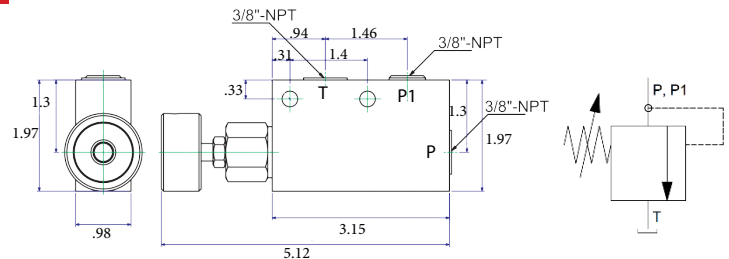 3/8"-NPT
.94
1.46
3/8"-NPT
.31
1.4
.33
T
P1
1.3
3/8"-NPT
1.3
1.97
P
1.97
.98
3.15
5.12
P, P1
T